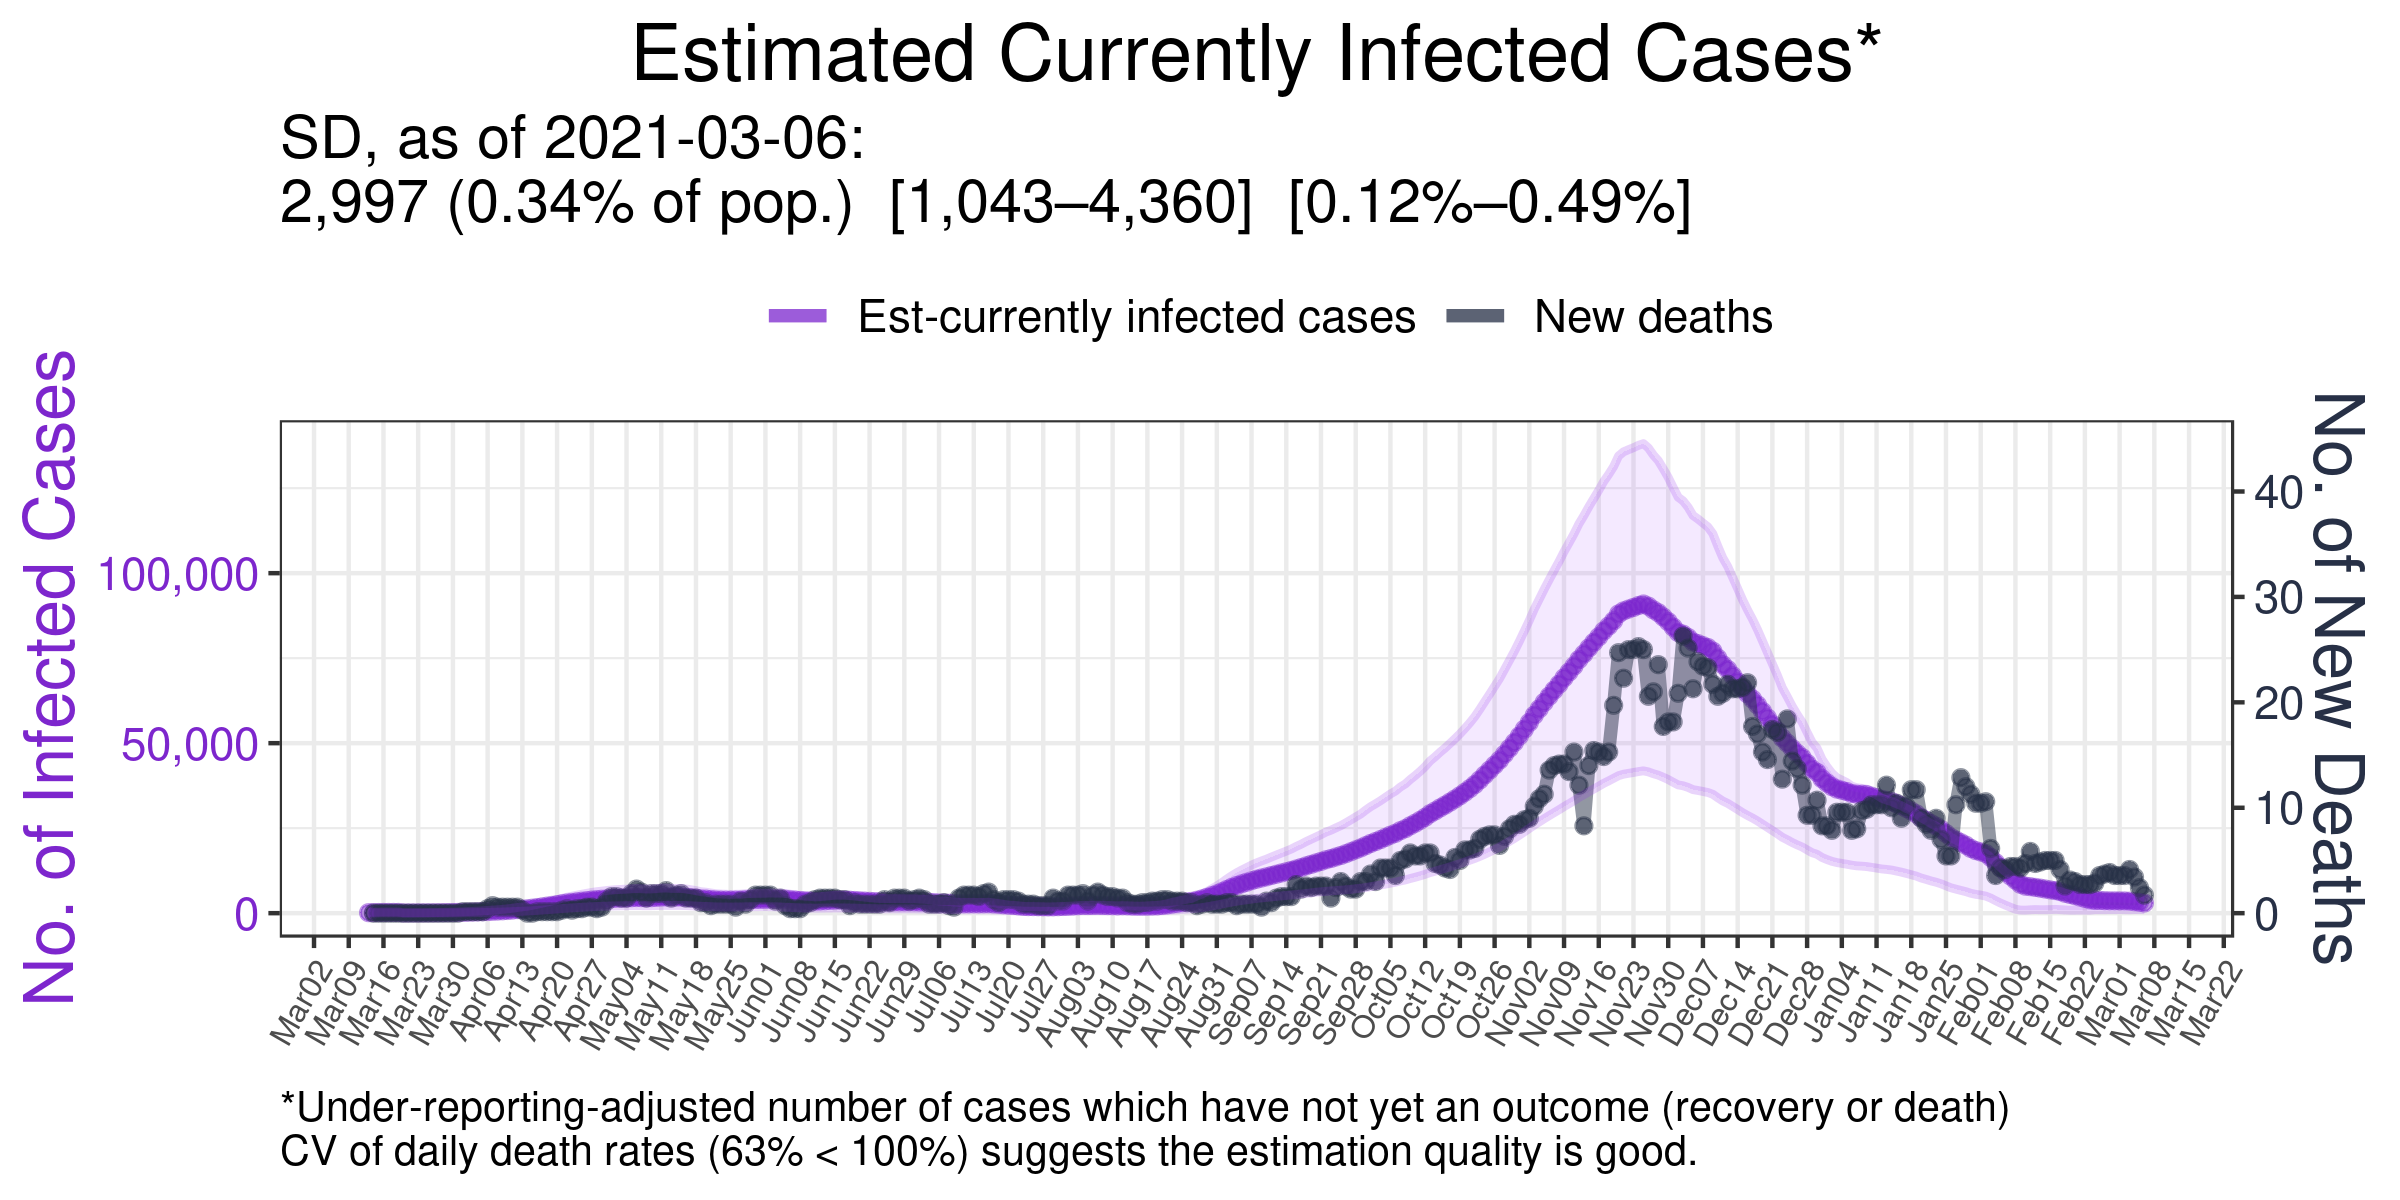 Estimated Currently Infected Cases*
SD, as of 2021-03-06:
2,997 (0.34% of pop.) [1,043–4,360] [0.12%–0.49%]
Est-currently infected cases New deaths
No. of Infected Cases
100,000
50,000
0
40
30
20
10
0
No. of New Deaths
Mar02 Mar09 Mar16 Mar23 Mar30 Apr06 Apr13 Apr20 Apr27 May04 May11 May18 May25 Jun01 Jun08 Jun15 Jun22 Jun29 Jul06 Jul13 Jul20 Jul27 Aug03 Aug10 Aug17 Aug24 Aug31 Sep07 Sep14 Sep21 Sep28 Oct05 Oct12 Oct19 Oct26 Nov02 Nov09 Nov16 Nov23 Nov30 Dec07 Dec14 Dec21 Dec28 Jan04 Jan11 Jan18 Jan25 Feb01 Feb08 Feb15 Feb22 Mar01 Mar08 Mar15 Mar22
*Under-reporting-adjusted number of cases which have not yet an outcome (recovery or death)
CV of daily death rates (63% < 100%) suggests the estimation quality is good.